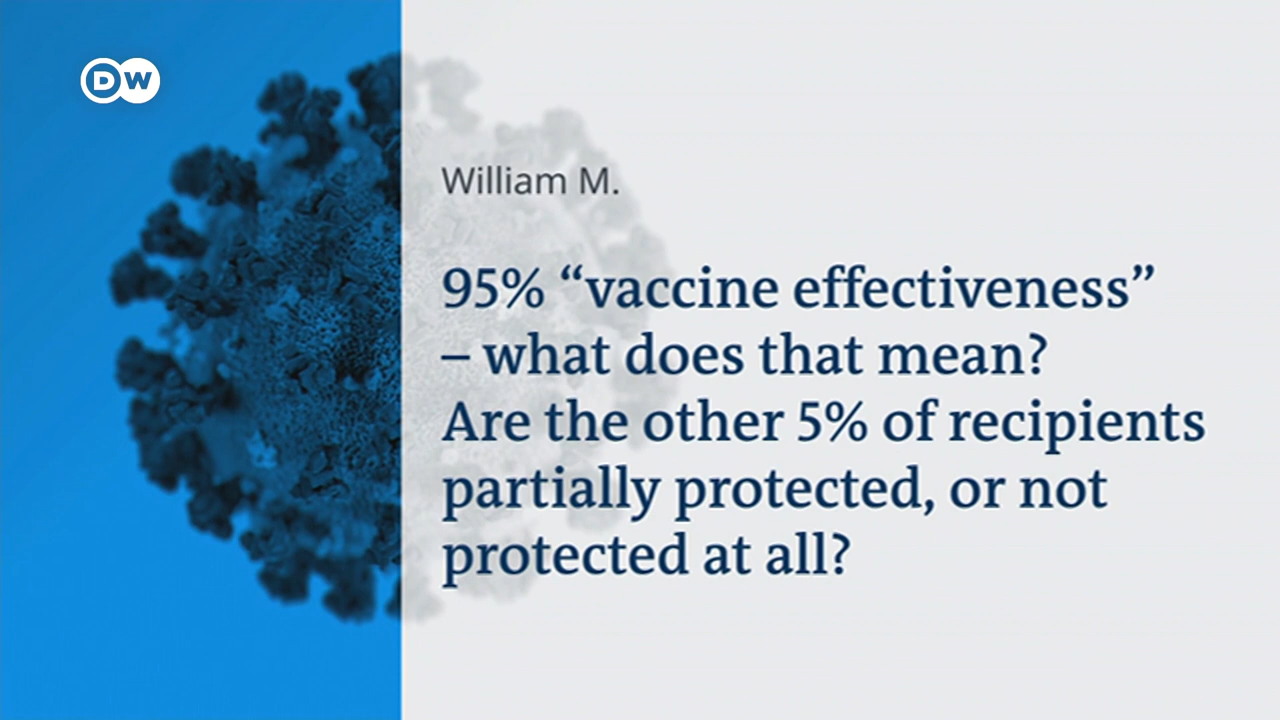 DW
William M.
95% “vaccine effectiveness”
– what does that mean?
Are the other 5% of recipients
partially protected, or not
protected at all?